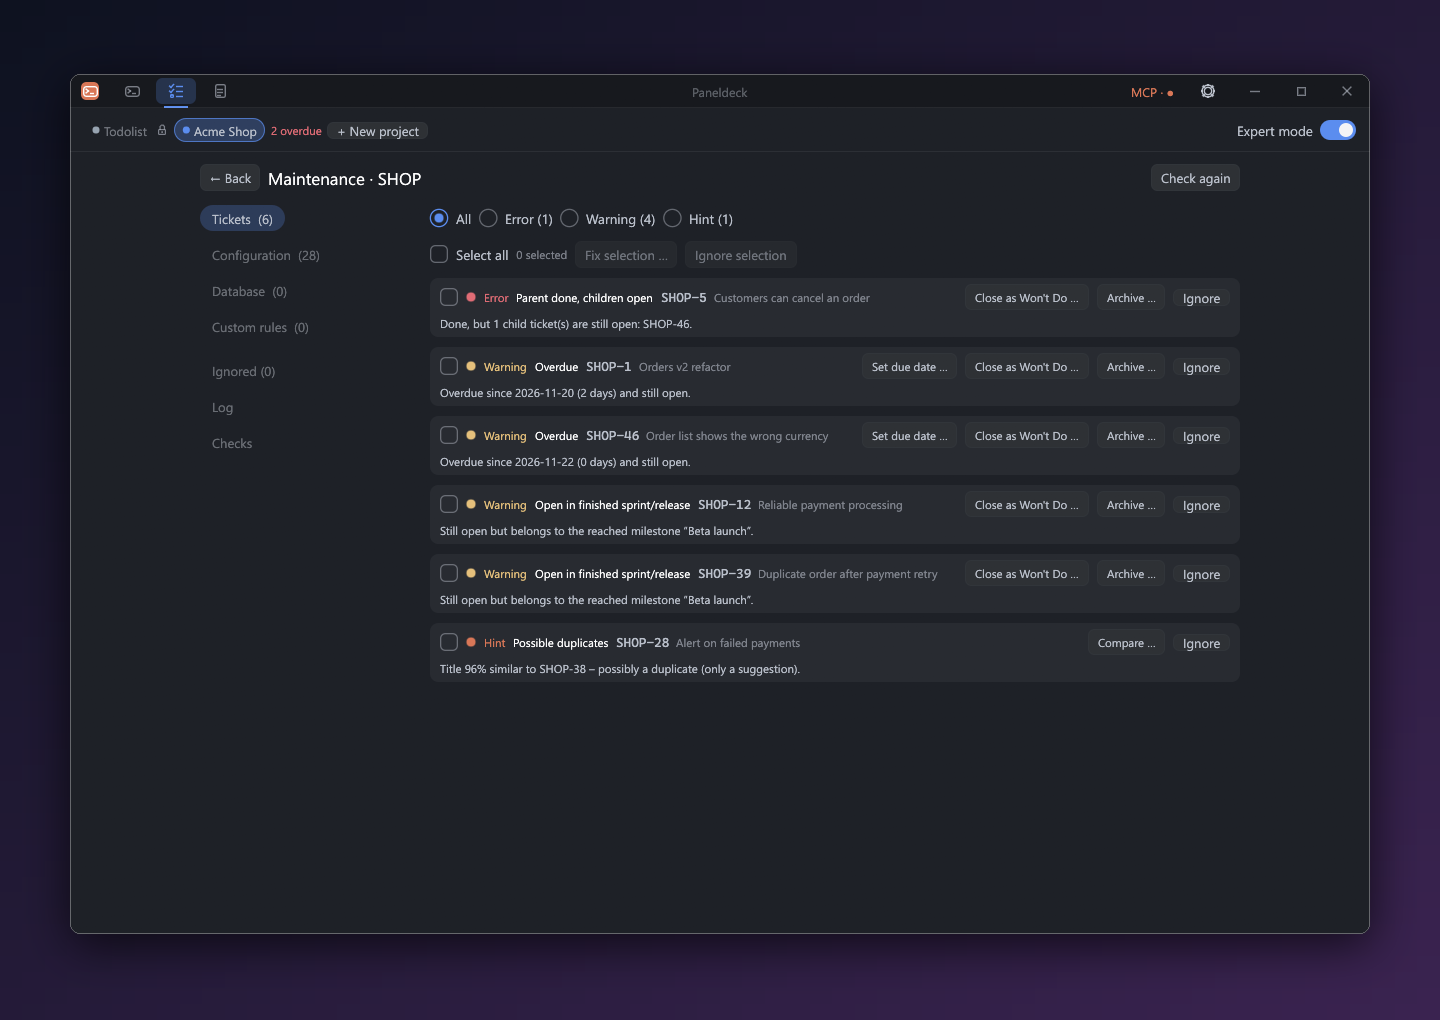 Paneldeck
MCP ·
Todolist
Acme Shop
2 overdue
+ New project
Expert mode
← Back
Maintenance · SHOP
Check again
Tickets (6)
Configuration (28)
Database (0)
Custom rules (0)
Ignored (0)
Log
Checks
All Error (1) Warning (4) Hint (1)
Select all 0 selected Fix selection ... Ignore selection
Error Parent done, children open SHOP-5 Customers can cancel an order Close as Won't Do ... Archive ... Ignore
Done, but 1 child ticket(s) are still open: SHOP-46.
Warning Overdue SHOP-1 Orders v2 refactor Set due date ... Close as Won't Do ... Archive ... Ignore
Overdue since 2026-11-20 (2 days) and still open.
Warning Overdue SHOP-46 Order list shows the wrong currency Set due date ... Close as Won't Do ... Archive ... Ignore
Overdue since 2026-11-22 (0 days) and still open.
Warning Open in finished sprint/release SHOP-12 Reliable payment processing Close as Won't Do ... Archive ... Ignore
Still open but belongs to the reached milestone “Beta launch”.
Warning Open in finished sprint/release SHOP-39 Duplicate order after payment retry Close as Won't Do ... Archive ... Ignore
Still open but belongs to the reached milestone “Beta launch”.
Hint Possible duplicates SHOP-28 Alert on failed payments Compare ... Ignore
Title 96% similar to SHOP-38 – possibly a duplicate (only a suggestion).